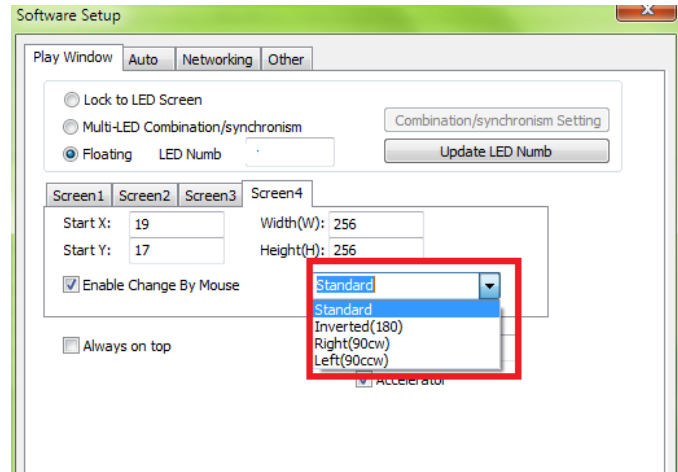 Software Setup
Play Window Auto Networking Other
Lock to LED Screen
Multi-LED Combination/synchronism
Combination/synchronism Setting
Floating LED Numb
Update LED Numb
Screen1 Screen2 Screen3 Screen4
Start X: 19 Width(W): 256
Start Y: 17 Height(H): 256
Enable Change By Mouse Standard
Standard
Inverted(180)
Right(90cw)
Left(90ccw)
Always on top
Accelerator